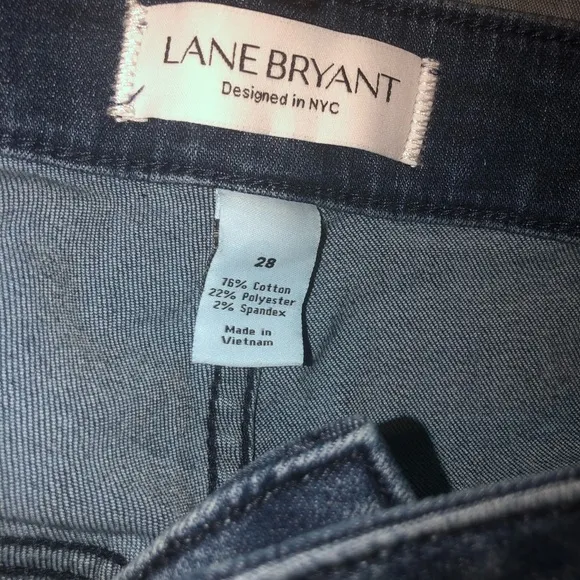 LANE BRYANT
Designed in NYC
28
76% Cotton
22% Polyester
2% Spandex
Made in
Vietnam